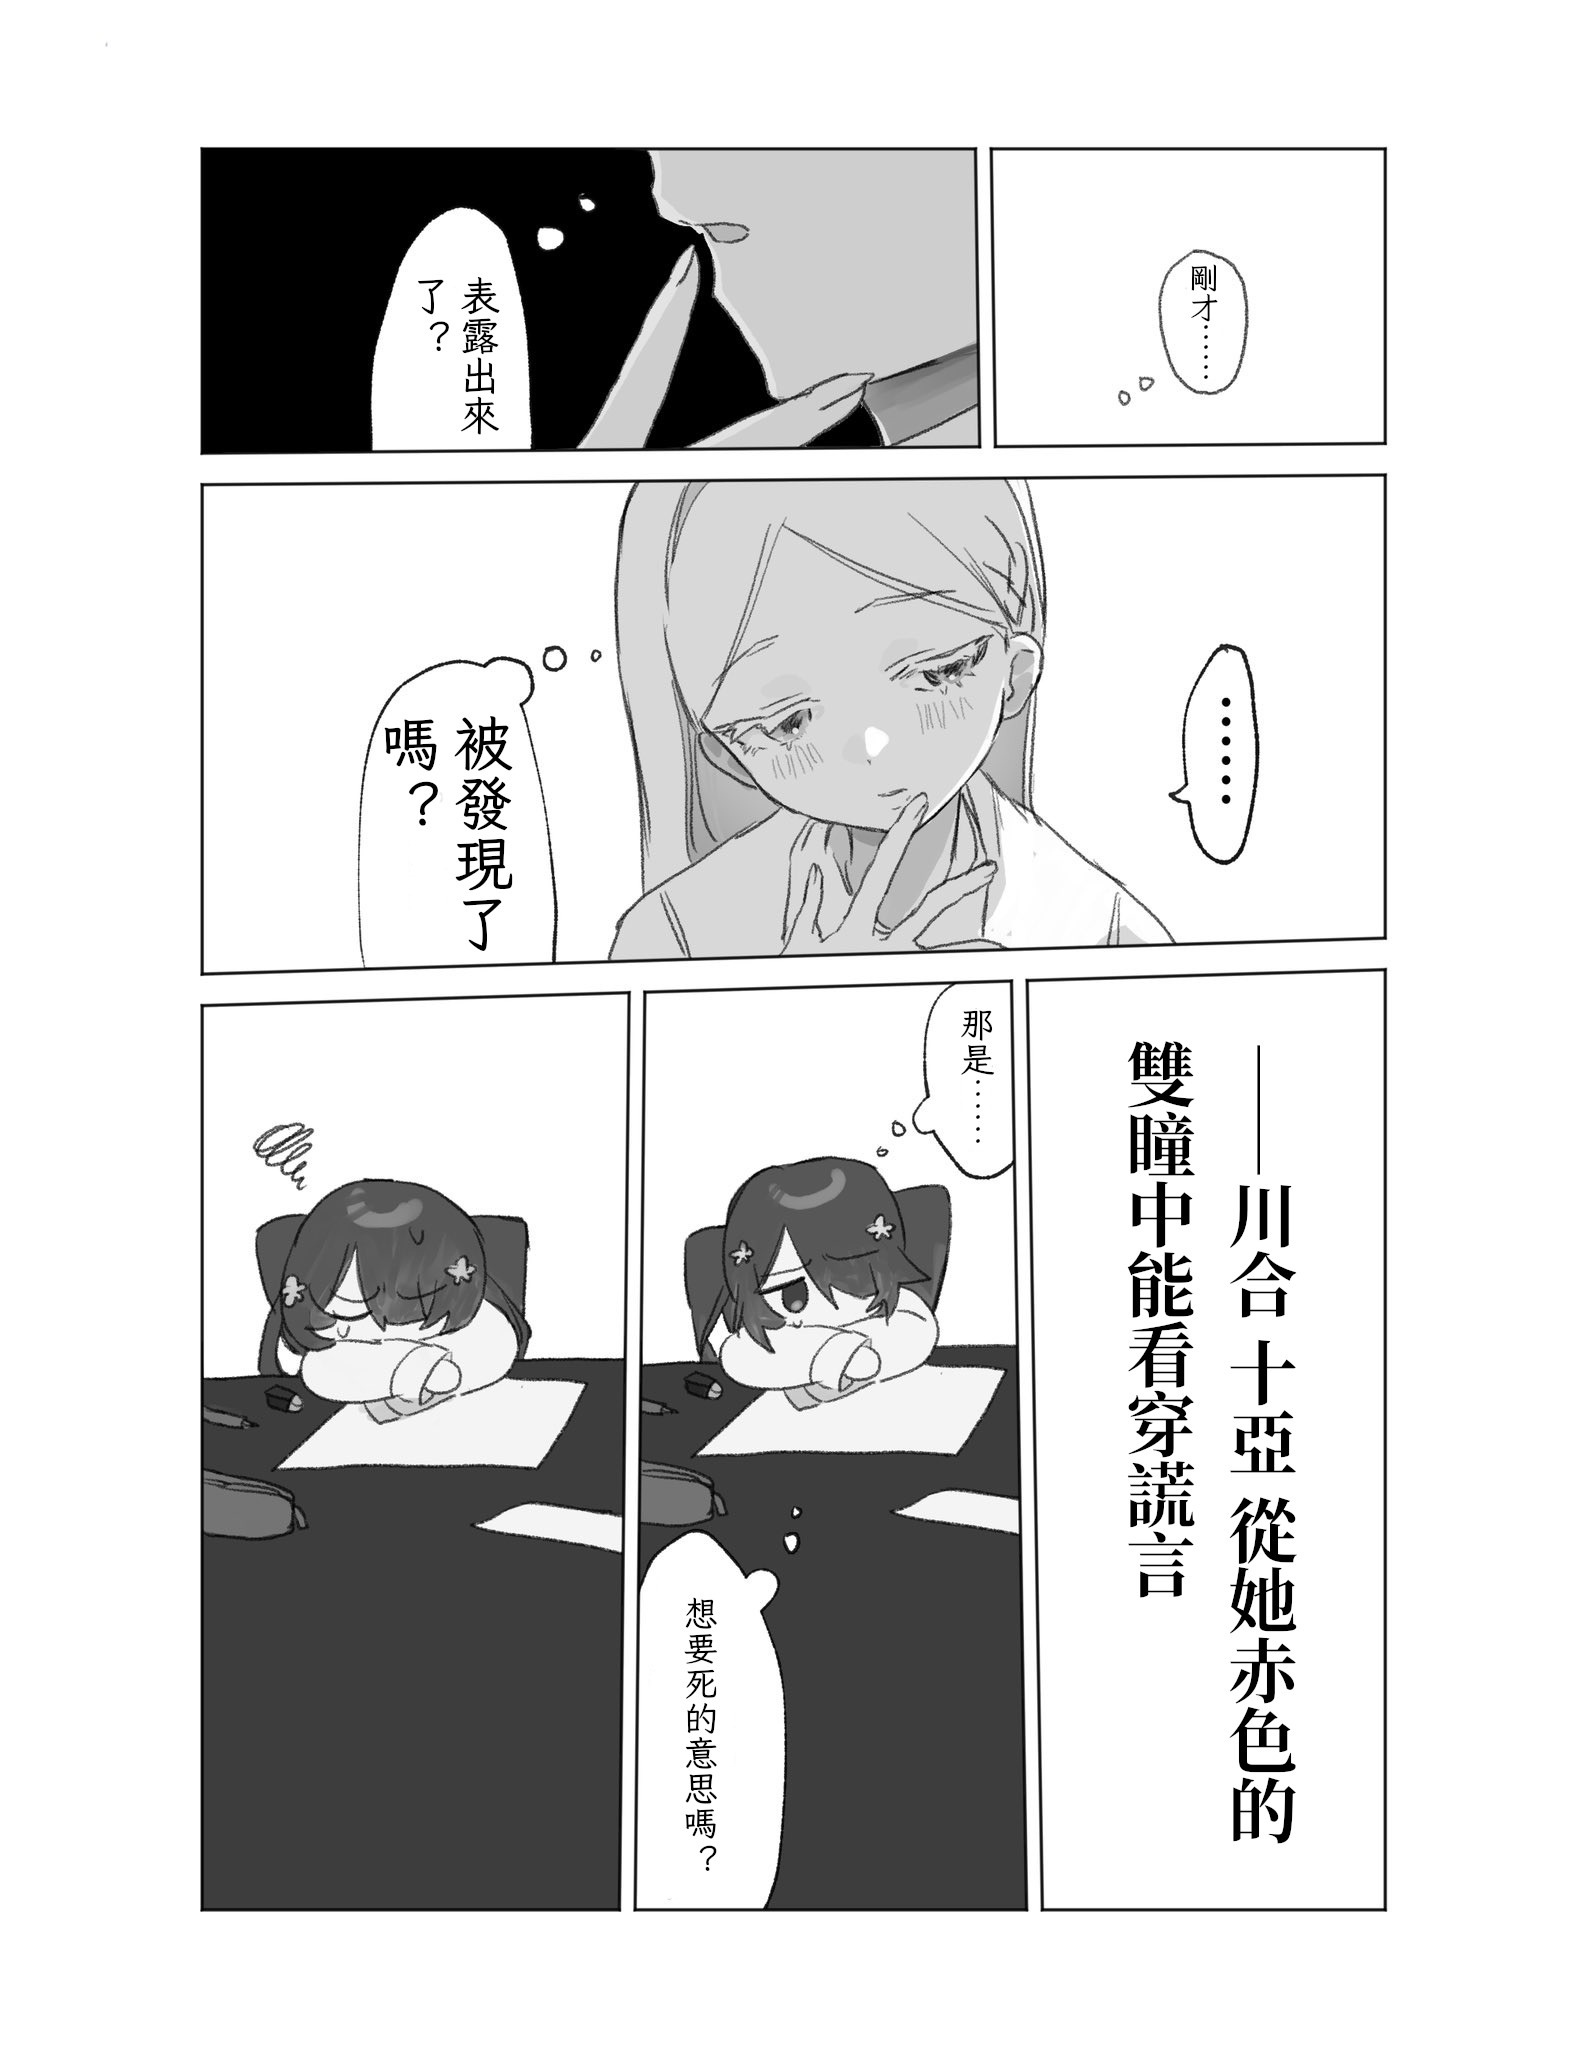 剛才……
表露出來
了？
……
被發現了
嗎？
——川合 十亞 從她赤色的
雙瞳中能看穿謊言
那是……
想要死的意思嗎？